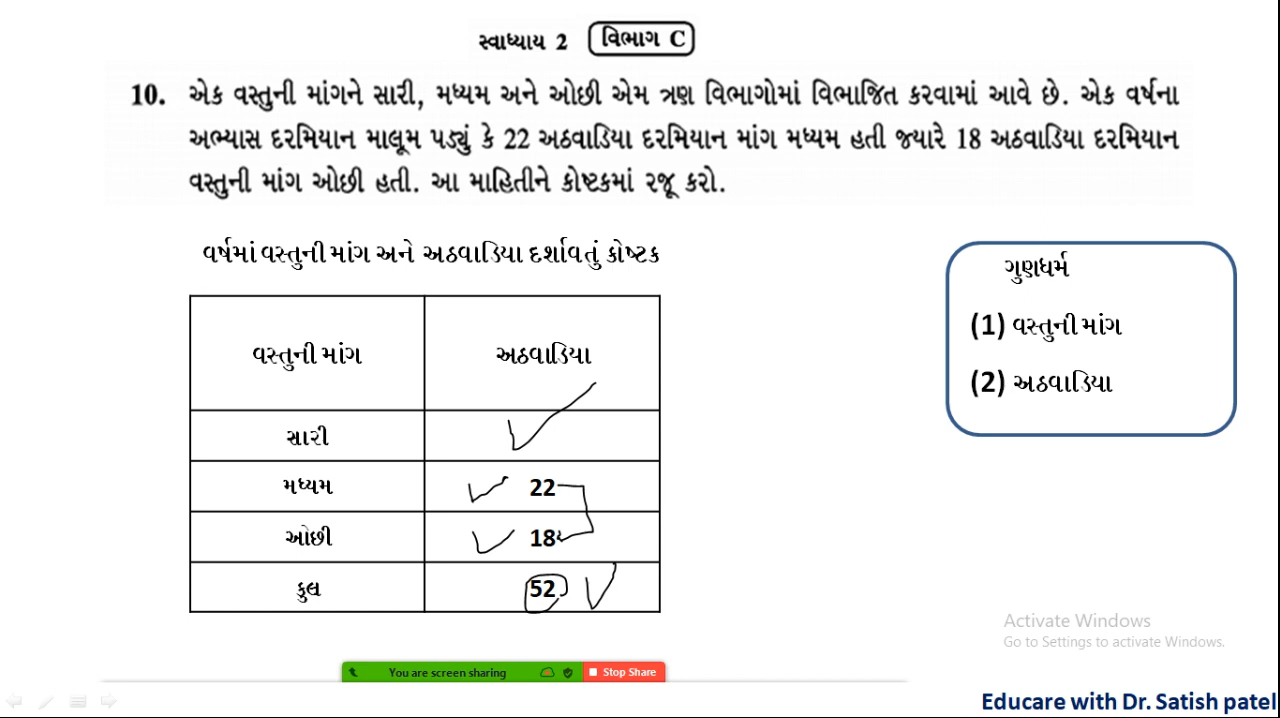 સ્વાધ્યાય 2 વિભાગ C
10. એક વસ્તુની માંગને સારી, મધ્યમ અને ઓછી એમ ત્રણ વિભાગોમાં વિભાજિત કરવામાં આવે છે. એક વર્ષના
અભ્યાસ દરમિયાન માલૂમ પડ્યું કે 22 અઠવાડિયા દરમિયાન માંગ મધ્યમ હતી જ્યારે 18 અઠવાડિયા દરમિયાન
વસ્તુની માંગ ઓછી હતી. આ માહિતીને કોષ્ટકમાં રજૂ કરો.
વર્ષમાં વસ્તુની માંગ અને અઠવાડિયા દર્શાવતું કોષ્ટક
વસ્તુની માંગ અઠવાડિયા
સારી
મધ્યમ 22
ઓછી 18
કુલ 52
ગુણધર્મ
(1) વસ્તુની માંગ
(2) અઠવાડિયા
Activate Windows
Go to Settings to activate Windows.
You are screen sharing Stop Share
Educare with Dr. Satish patel